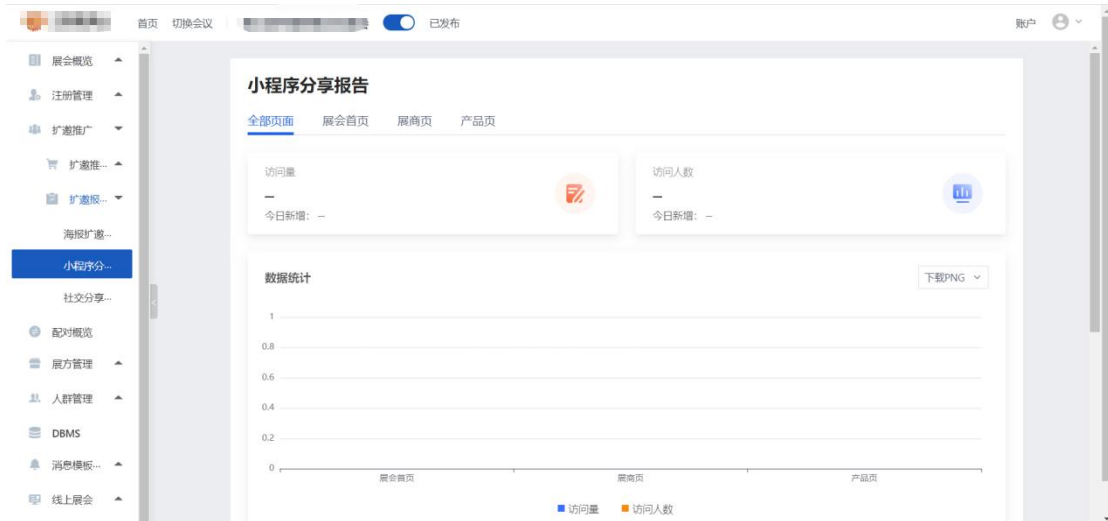 首页 切换会议 已发布 账户
展会概览
注册管理
扩邀推广
扩邀推...
扩邀报...
海报扩邀...
小程序分...
社交分享...
配对概览
展方管理
人群管理
DBMS
消息模板...
线上展会
小程序分享报告
全部页面 展会首页 展商页 产品页
访问量
–
今日新增: –
访问人数
–
今日新增: –
数据统计
下载PNG
1
0.8
0.6
0.4
0.2
0
展会首页 展商页 产品页
访问量 访问人数